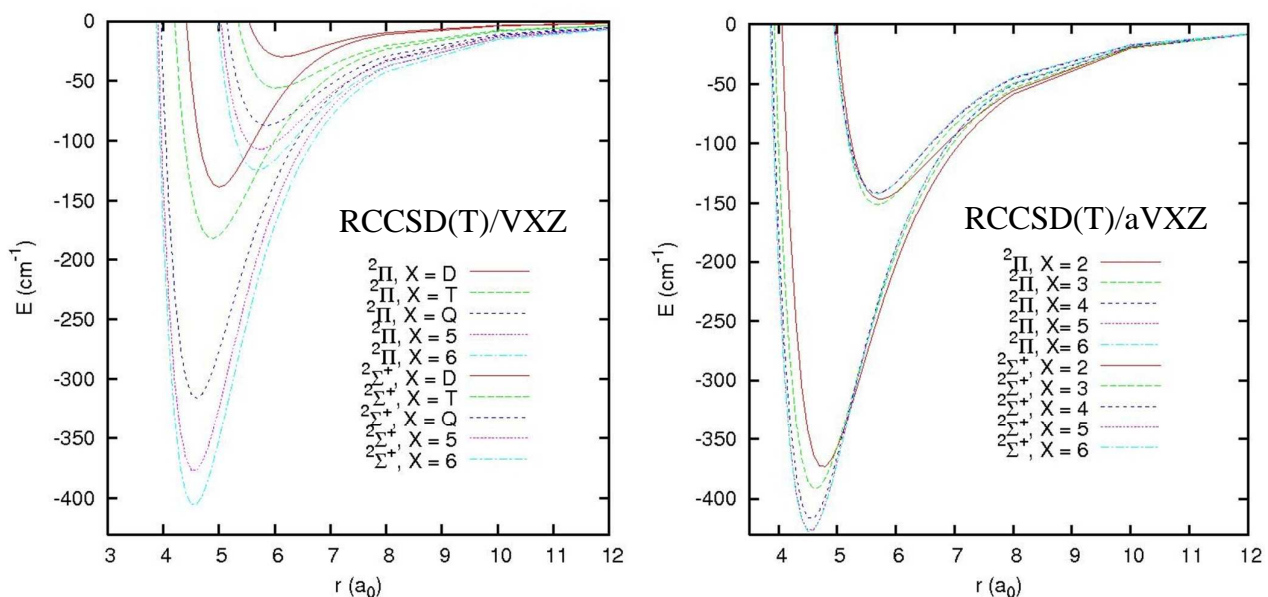 0
-50
-100
-150
-200
-250
-300
-350
-400
E (cm⁻¹)
RCCSD(T)/VXZ
²Π, X = D
²Π, X = T
²Π, X = Q
²Π, X = 5
²Π, X = 6
²Σ⁺, X = D
²Σ⁺, X = T
²Σ⁺, X = Q
²Σ⁺, X = 5
²Σ⁺, X = 6
3 4 5 6 7 8 9 10 11 12
r (a₀)
0
-50
-100
-150
-200
-250
-300
-350
-400
E (cm⁻¹)
RCCSD(T)/aVXZ
²Π, X = 2
²Π, X = 3
²Π, X = 4
²Π, X = 5
²Π, X = 6
²Σ⁺, X = 2
²Σ⁺, X = 3
²Σ⁺, X = 4
²Σ⁺, X = 5
²Σ⁺, X = 6
4 5 6 7 8 9 10 11 12
r (a₀)